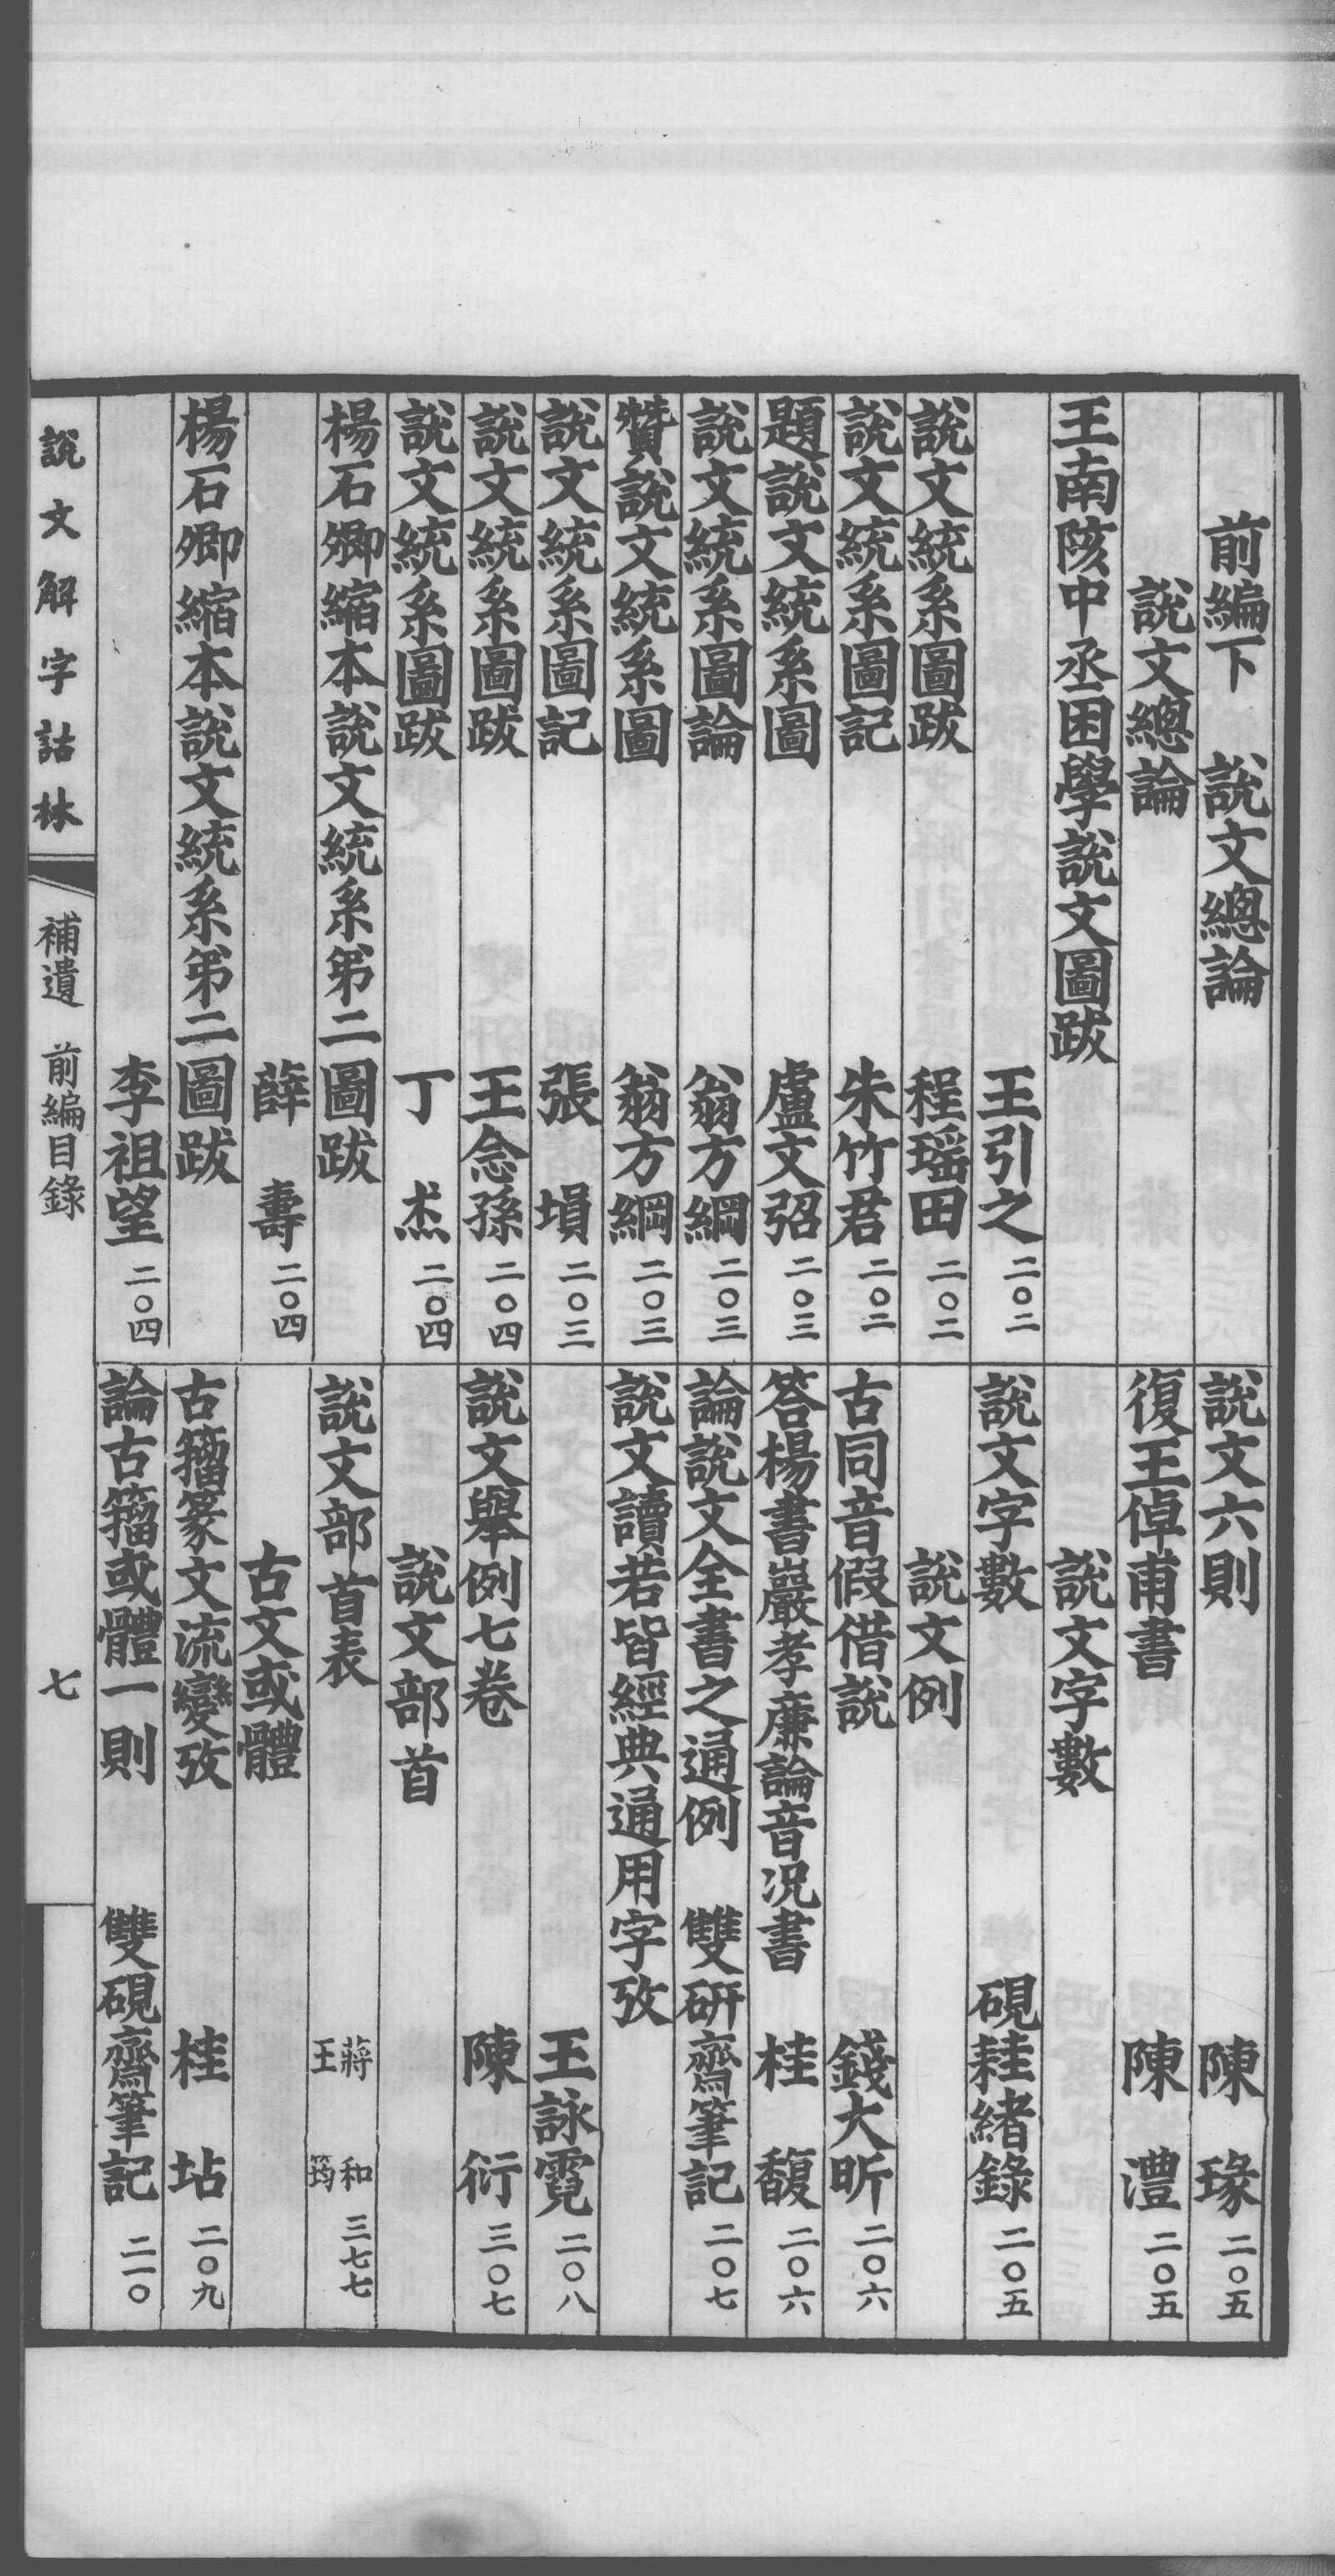 前編下　說文總論
說文總論
王南陔中丞困學說文圖跋
王引之　二〇二
說文統系圖跋　程瑤田　二〇二
說文統系圖記　朱竹君　二〇二
題說文統系圖　盧文弨　二〇三
說文統系圖論　翁方綱　二〇三
贊說文統系圖　翁方綱　二〇三
說文統系圖記　張　塤　二〇三
說文統系圖跋　王念孫　二〇四
說文統系圖跋　丁　杰　二〇四
楊石卿縮本說文統系第二圖跋
薛　壽　二〇四
楊石卿縮本說文統系第二圖跋
李祖望　二〇四
說文六則　陳　瑑　二〇五
復王倬甫書　陳　澧　二〇五
說文字數
說文字數　硯𦓤緒錄　二〇五
說文例
古同音假借說　錢大昕　二〇六
答楊書巖孝廉論音況書　桂　馥　二〇六
論說文全書之通例　雙研齋筆記　二〇七
說文讀若皆經典通用字攷
王詠霓　二〇八
說文舉例七卷　陳　衍　三〇七
說文部首
說文部首表　蔣　和　王　筠　三七七
古文或體
古籀篆文流變攷　桂　坫　二〇九
論古籀或體一則　雙硯齋筆記　二一〇
說文解字詁林　補遺　前編目錄　七